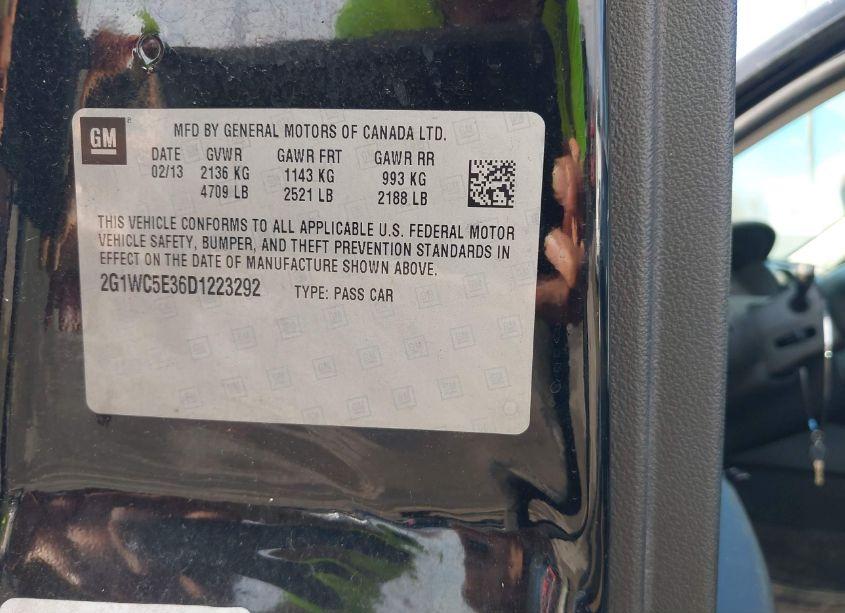 GM
MFD BY GENERAL MOTORS OF CANADA LTD.
DATE GVWR GAWR FRT GAWR RR
02/13 2136 KG 1143 KG 993 KG
4709 LB 2521 LB 2188 LB
THIS VEHICLE CONFORMS TO ALL APPLICABLE U.S. FEDERAL MOTOR
VEHICLE SAFETY, BUMPER, AND THEFT PREVENTION STANDARDS IN
EFFECT ON THE DATE OF MANUFACTURE SHOWN ABOVE.
2G1WC5E36D1223292 TYPE: PASS CAR